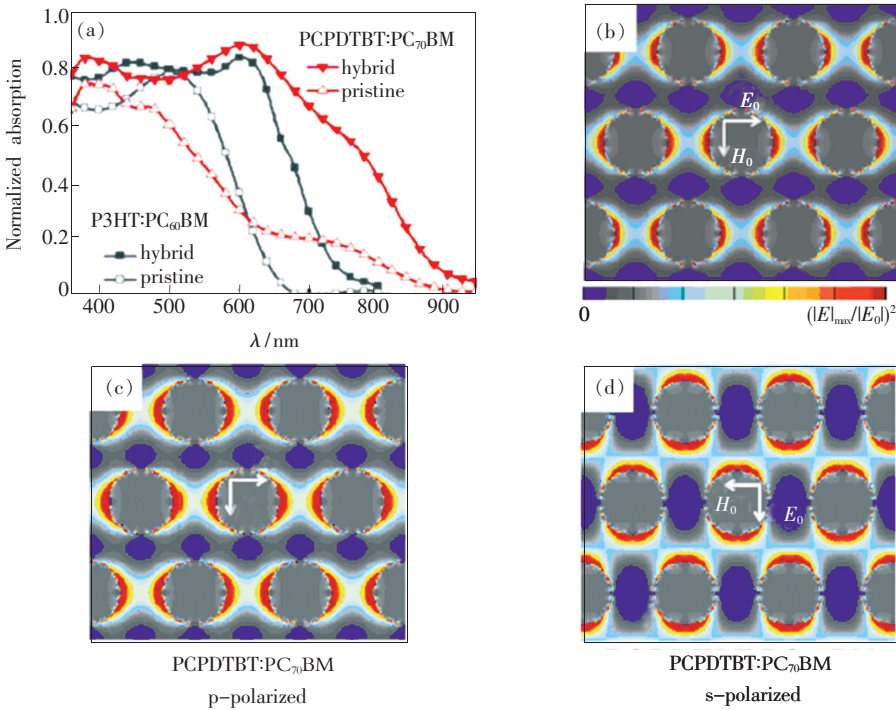 (a)
PCPDTBT:PC₇₀BM
hybrid
pristine
P3HT:PC₆₀BM
hybrid
pristine
1.0
0.8
0.6
0.4
0.2
0
Normalized absorption
400 500 600 700 800 900
λ/nm
(b)
E₀
H₀
0 (|E|max/|E₀|)²
(c)
PCPDTBT:PC₇₀BM
p-polarized
(d)
H₀
E₀
PCPDTBT:PC₇₀BM
s-polarized